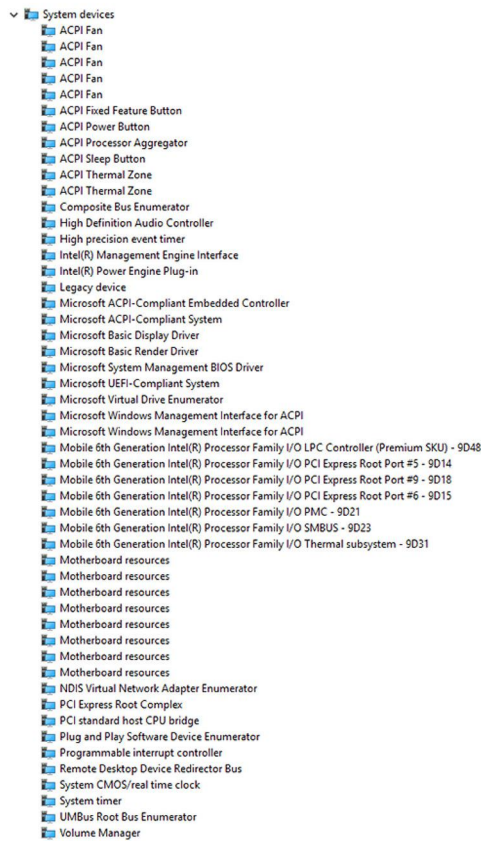 System devices
ACPI Fan
ACPI Fan
ACPI Fan
ACPI Fan
ACPI Fan
ACPI Fixed Feature Button
ACPI Power Button
ACPI Processor Aggregator
ACPI Sleep Button
ACPI Thermal Zone
ACPI Thermal Zone
Composite Bus Enumerator
High Definition Audio Controller
High precision event timer
Intel(R) Management Engine Interface
Intel(R) Power Engine Plug-in
Legacy device
Microsoft ACPI-Compliant Embedded Controller
Microsoft ACPI-Compliant System
Microsoft Basic Display Driver
Microsoft Basic Render Driver
Microsoft System Management BIOS Driver
Microsoft UEFI-Compliant System
Microsoft Virtual Drive Enumerator
Microsoft Windows Management Interface for ACPI
Microsoft Windows Management Interface for ACPI
Mobile 6th Generation Intel(R) Processor Family I/O LPC Controller (Premium SKU) - 9D48
Mobile 6th Generation Intel(R) Processor Family I/O PCI Express Root Port #5 - 9D14
Mobile 6th Generation Intel(R) Processor Family I/O PCI Express Root Port #9 - 9D18
Mobile 6th Generation Intel(R) Processor Family I/O PCI Express Root Port #6 - 9D15
Mobile 6th Generation Intel(R) Processor Family I/O PMC - 9D21
Mobile 6th Generation Intel(R) Processor Family I/O SMBUS - 9D23
Mobile 6th Generation Intel(R) Processor Family I/O Thermal subsystem - 9D31
Motherboard resources
Motherboard resources
Motherboard resources
Motherboard resources
Motherboard resources
Motherboard resources
Motherboard resources
Motherboard resources
NDIS Virtual Network Adapter Enumerator
PCI Express Root Complex
PCI standard host CPU bridge
Plug and Play Software Device Enumerator
Programmable interrupt controller
Remote Desktop Device Redirector Bus
System CMOS/real time clock
System timer
UMBus Root Bus Enumerator
Volume Manager